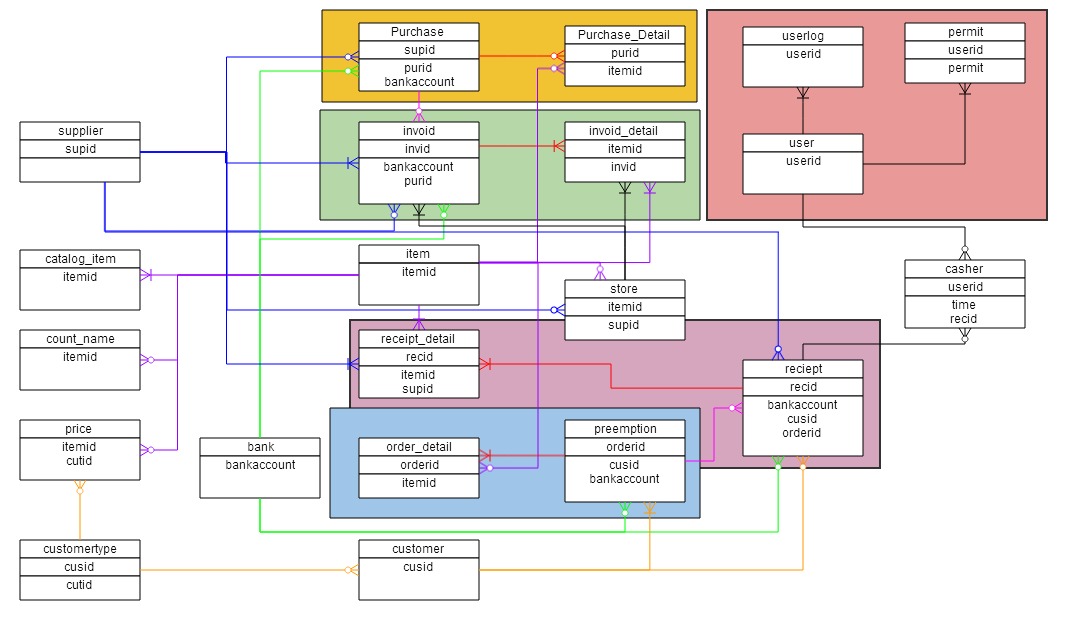 Purchase
supid
purid
bankaccount
Purchase_Detail
purid
itemid
userlog
userid
permit
userid
permit
supplier
supid
invoid
invid
bankaccount
purid
invoid_detail
itemid
invid
user
userid
catalog_item
itemid
item
itemid
store
itemid
supid
casher
userid
time
recid
count_name
itemid
receipt_detail
recid
itemid
supid
reciept
recid
bankaccount
cusid
orderid
price
itemid
cutid
bank
bankaccount
order_detail
orderid
itemid
preemption
orderid
cusid
bankaccount
customertype
cusid
cutid
customer
cusid